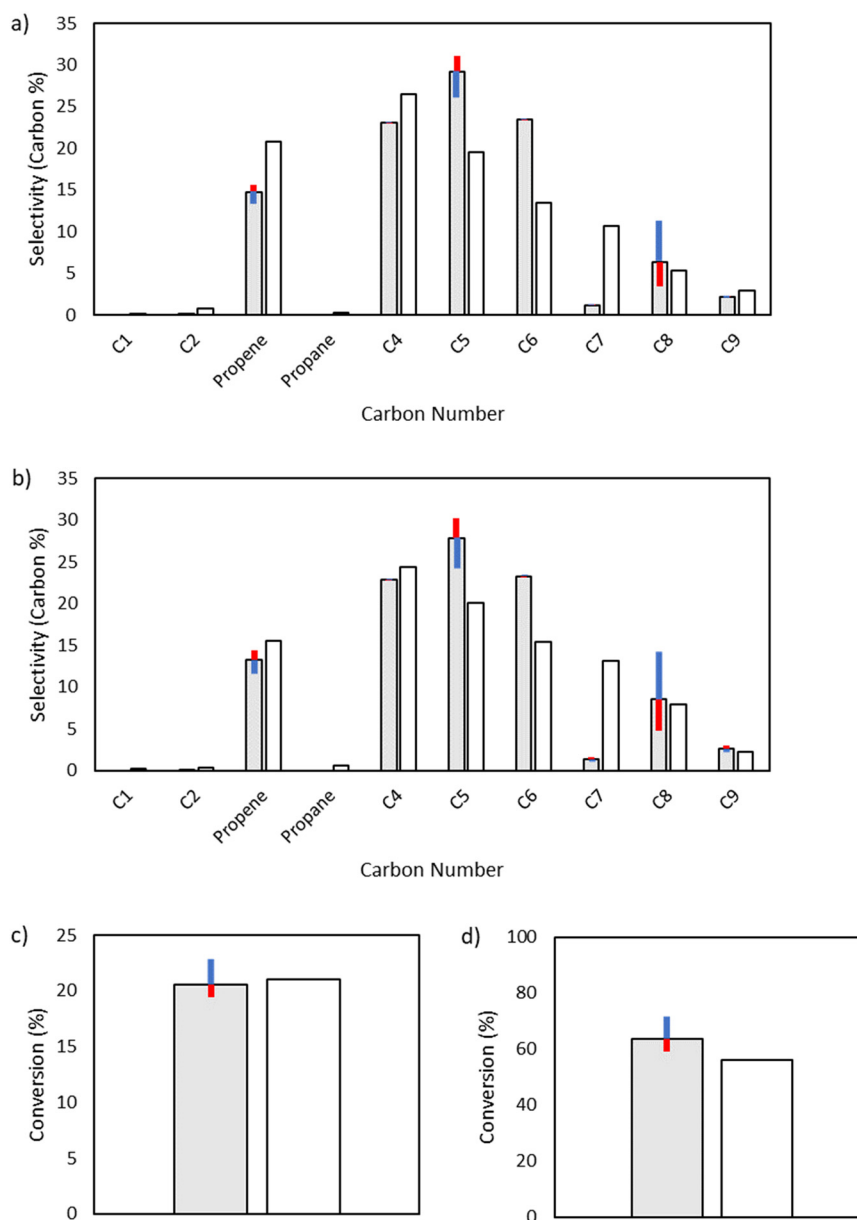 a)
Selectivity (Carbon %)
35
30
25
20
15
10
5
0
C1
C2
Propene
Propane
C4
C5
C6
C7
C8
C9
Carbon Number
b)
Selectivity (Carbon %)
35
30
25
20
15
10
5
0
C1
C2
Propene
Propane
C4
C5
C6
C7
C8
C9
Carbon Number
c)
Conversion (%)
25
20
15
10
5
0
d)
Conversion (%)
100
80
60
40
20
0